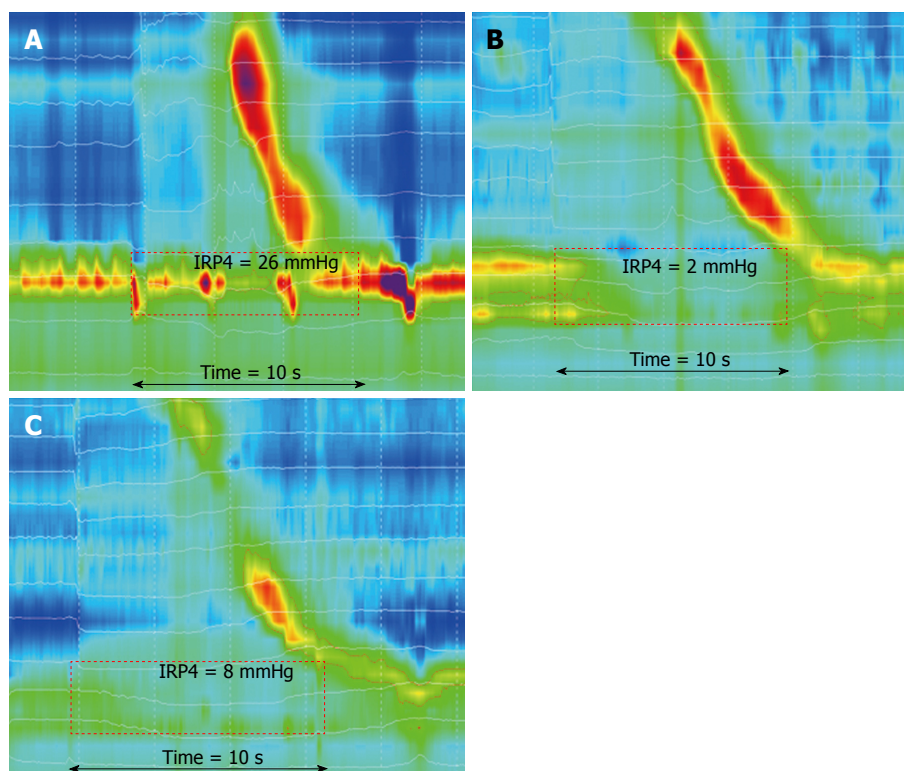 A
IRP4 = 26 mmHg
Time = 10 s
B
IRP4 = 2 mmHg
Time = 10 s
C
IRP4 = 8 mmHg
Time = 10 s